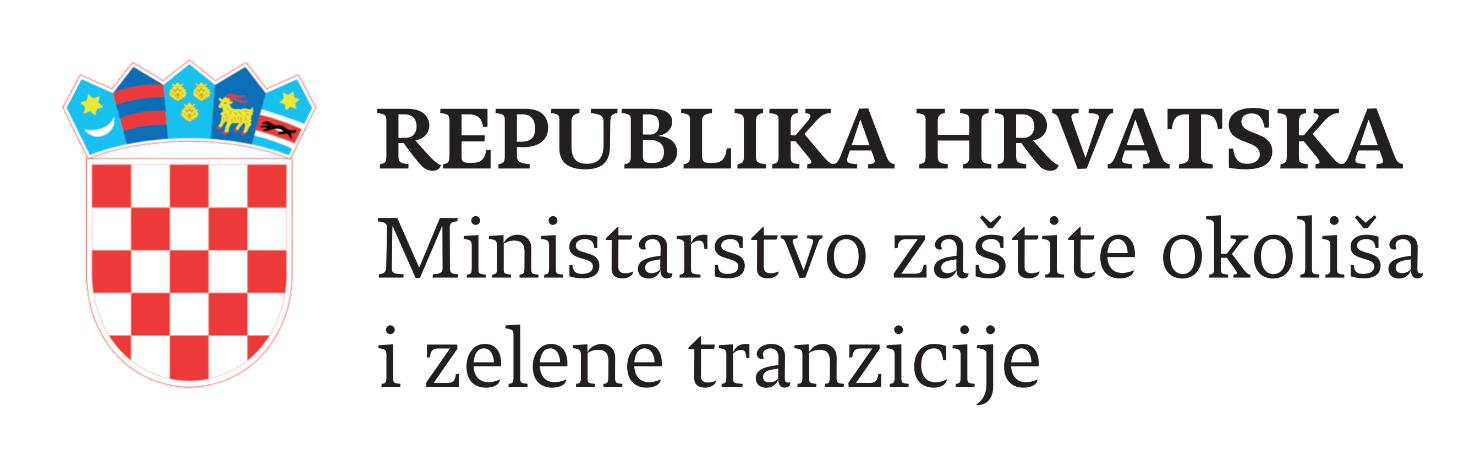 REPUBLIKA HRVATSKA
Ministarstvo zaštite okoliša
i zelene tranzicije